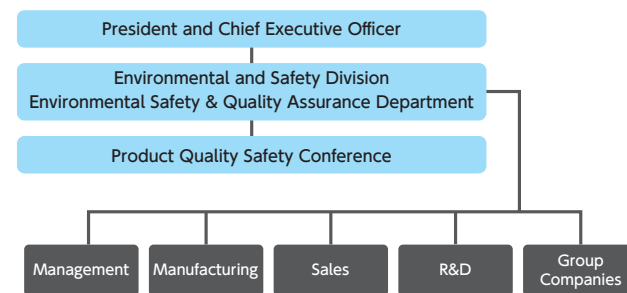 President and Chief Executive Officer
Environmental and Safety Division
Environmental Safety & Quality Assurance Department
Product Quality Safety Conference
Management
Manufacturing
Sales
R&D
Group
Companies